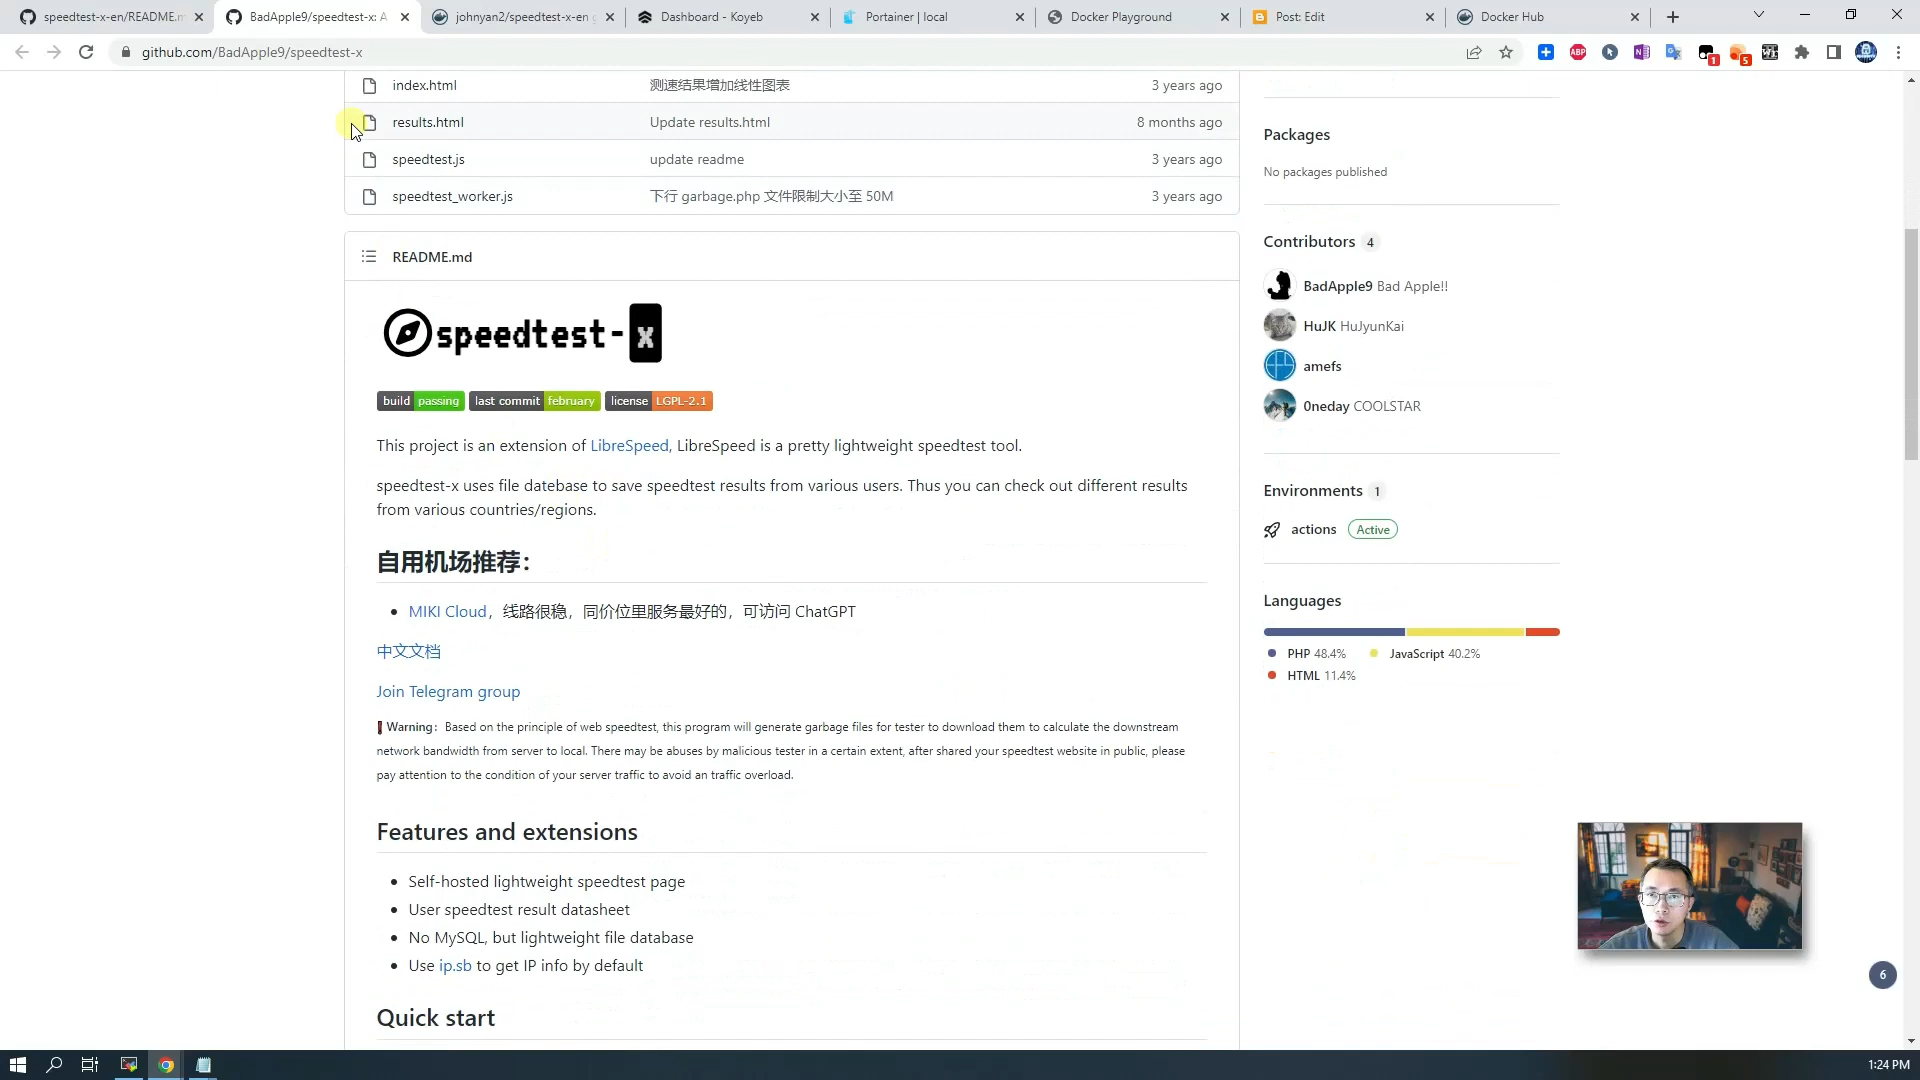 speedtest-x-en/README.m
BadApple9/speedtest-x: A
johnyan2/speedtest-x-en
Dashboard - Koyeb
Portainer | local
Docker Playground
Post: Edit
Docker Hub
github.com/BadApple9/speedtest-x
ABP
1
5
index.html 测速结果增加线性图表 3 years ago
results.html Update results.html 8 months ago
speedtest.js update readme 3 years ago
speedtest_worker.js 下行 garbage.php 文件限制大小至 50M 3 years ago
README.md
speedtest-x
build passing last commit february license LGPL-2.1
This project is an extension of LibreSpeed, LibreSpeed is a pretty lightweight speedtest tool.
speedtest-x uses file datebase to save speedtest results from various users. Thus you can check out different results
from various countries/regions.
自用机场推荐：
MIKI Cloud，线路很稳，同价位里服务最好的，可访问 ChatGPT
中文文档
Join Telegram group
❗ Warning：Based on the principle of web speedtest, this program will generate garbage files for tester to download them to calculate the downstream
network bandwidth from server to local. There may be abuses by malicious tester in a certain extent, after shared your speedtest website in public, please
pay attention to the condition of your server traffic to avoid an traffic overload.
Features and extensions
Self-hosted lightweight speedtest page
User speedtest result datasheet
No MySQL, but lightweight file database
Use ip.sb to get IP info by default
Quick start
Packages
No packages published
Contributors 4
BadApple9 Bad Apple!!
HuJK HuJyunKai
amefs
0neday COOLSTAR
Environments 1
actions Active
Languages
PHP 48.4% JavaScript 40.2%
HTML 11.4%
6
1:24 PM